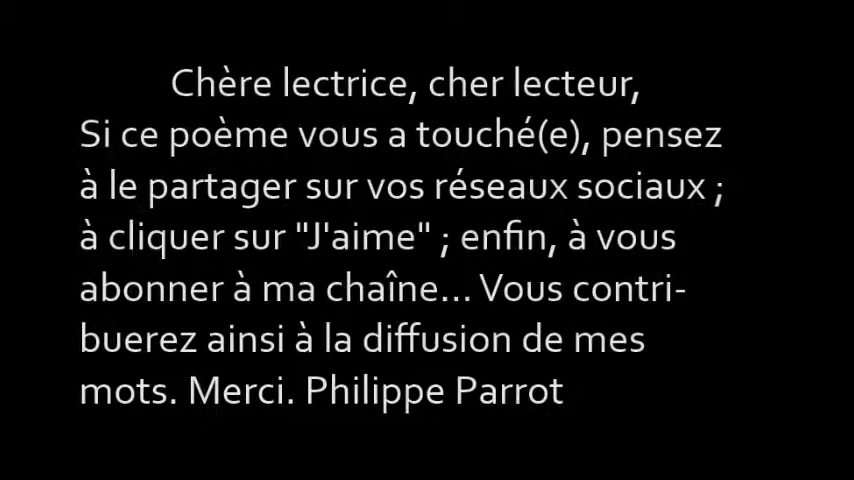 Chère lectrice, cher lecteur,
Si ce poème vous a touché(e), pensez
à le partager sur vos réseaux sociaux ;
à cliquer sur "J'aime" ; enfin, à vous
abonner à ma chaîne... Vous contri-
buerez ainsi à la diffusion de mes
mots. Merci. Philippe Parrot